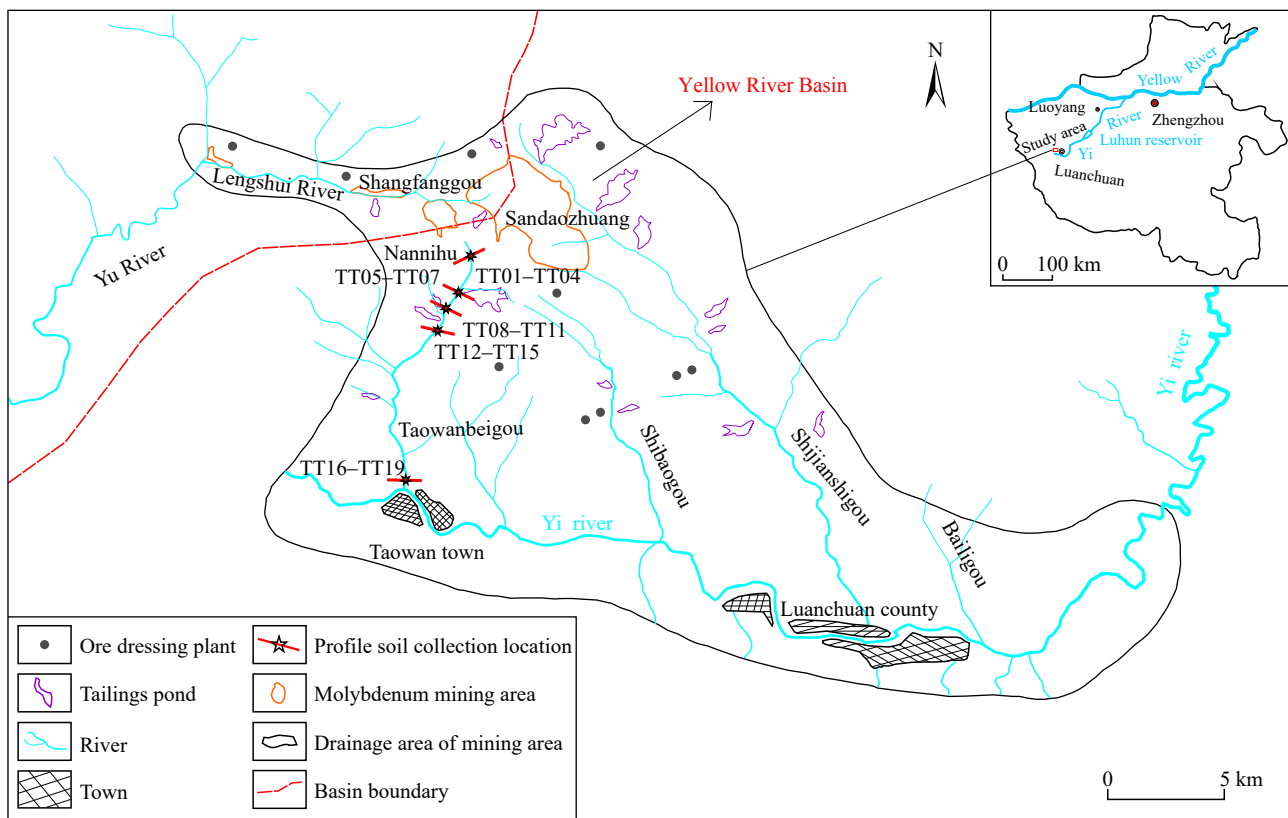 N
Yellow River Basin
Yellow River
Luoyang
Zhengzhou
Study area
River
Luhun reservoir
Yi
Luanchuan
0 100 km
Lengshui River
Shangfanggou
Sandaozhuang
Yu River
Nannihu
TT05–TT07
TT01–TT04
TT08–TT11
TT12–TT15
Yi river
Taowanbeigou
Shibaogou
Shijianshigou
TT16–TT19
Bailigou
Yi river
Taowan town
Luanchuan county
Ore dressing plant
Profile soil collection location
Tailings pond
Molybdenum mining area
River
Drainage area of mining area
Town
Basin boundary
0 5 km